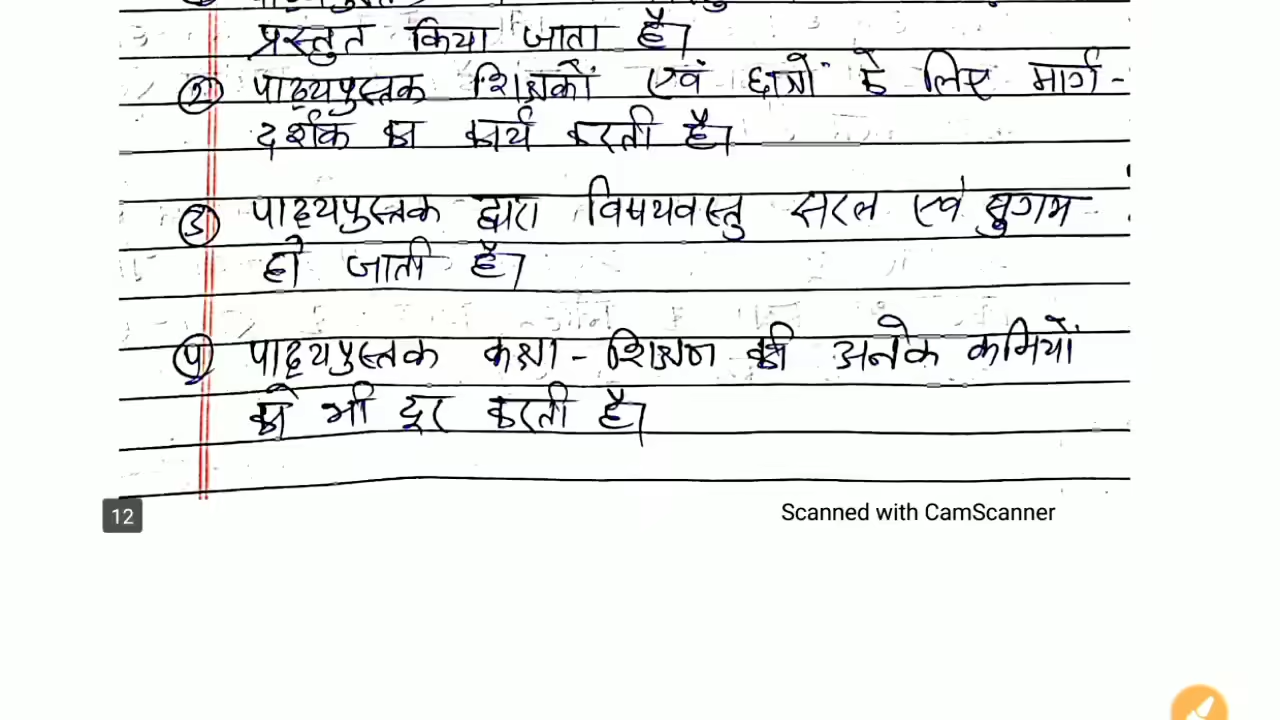 प्रस्तुत किया जाता है।
② पाठ्यपुस्तक शिक्षकों एवं छात्रों के लिए मार्ग-
दर्शक का कार्य करती है।
③ पाठ्यपुस्तक द्वारा विषयवस्तु सरल एवं सुगम
हो जाती है।
④ पाठ्यपुस्तक कक्षा-शिक्षण की अनेक कमियों
को भी दूर करती है।
12
Scanned with CamScanner